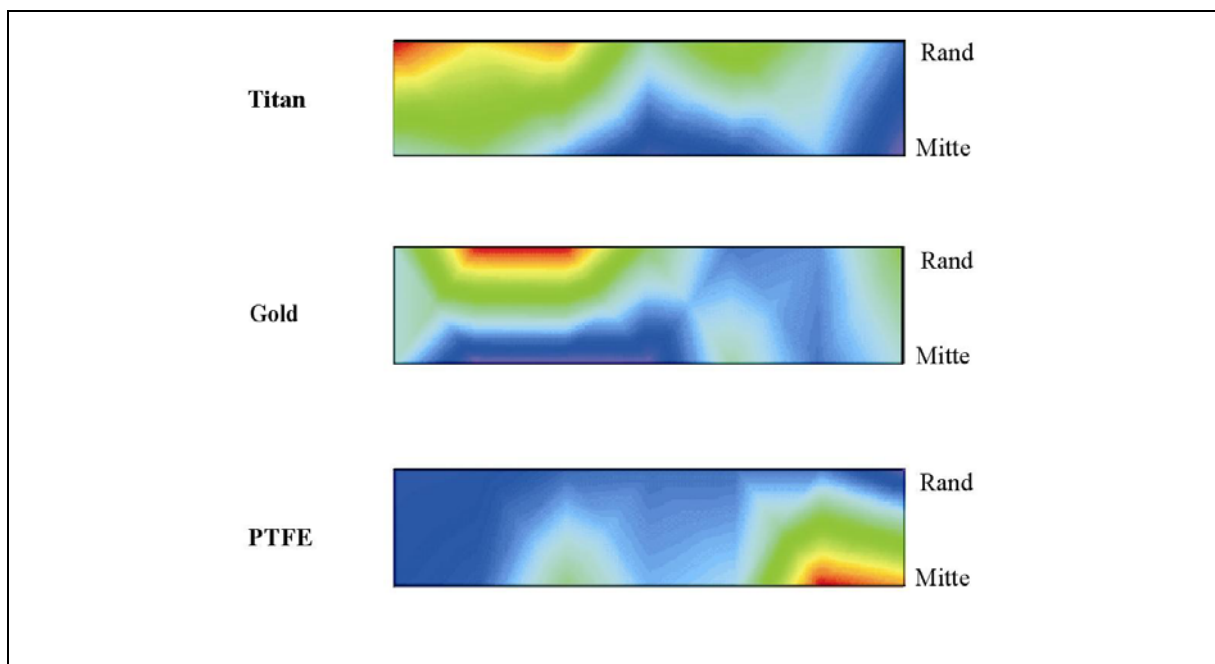 Rand
Titan
Mitte
Rand
Gold
Mitte
Rand
PTFE
Mitte